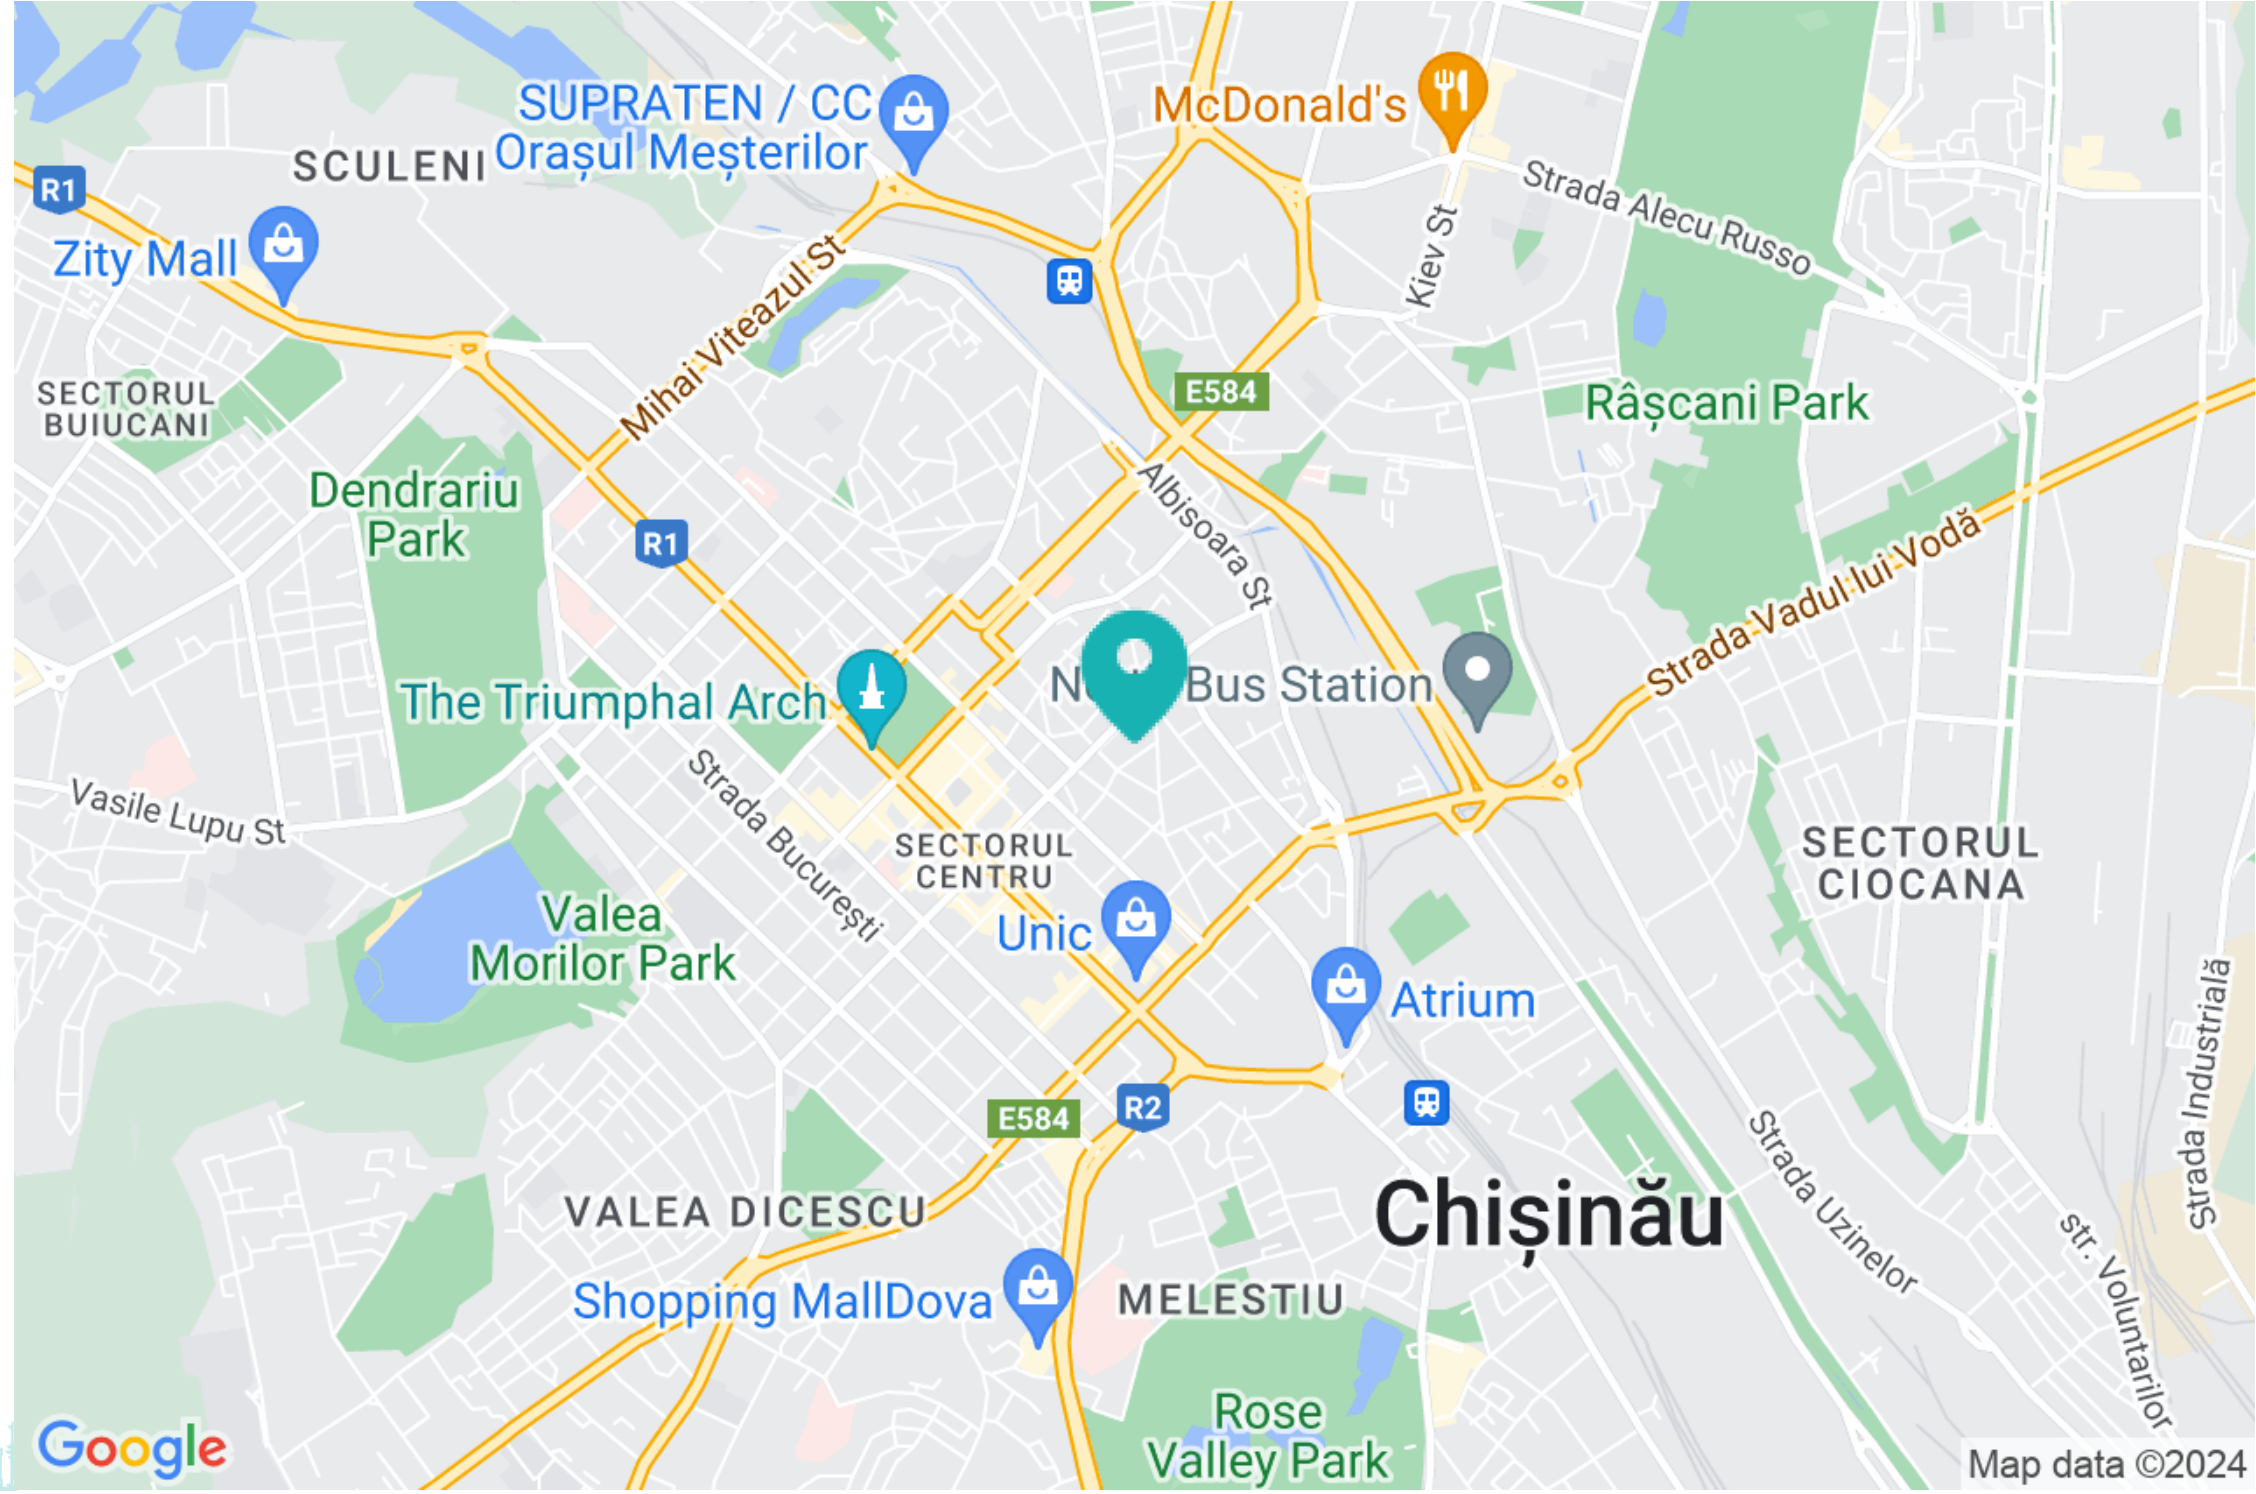 SUPRATEN / CC
Orașul Meșterilor
McDonald's
SCULENI
R1
Zity Mall
Strada Alecu Russo
Kiev St
Mihai Viteazul St
SECTORUL
BUIUCANI
E584
Râșcani Park
Dendrariu
Park
R1
Albisoara St
Strada Vadul lui Vodă
The Triumphal Arch
Bus Station
Strada București
Vasile Lupu St
SECTORUL
CENTRU
SECTORUL
CIOCANA
Valea
Morilor Park
Unic
Atrium
Strada Industrială
E584
R2
Strada Uzinelor
VALEA DICESCU
Chișinău
str. Voluntarilor
Shopping MallDova
MELESTIU
Rose
Valley Park
Google
Map data ©2024